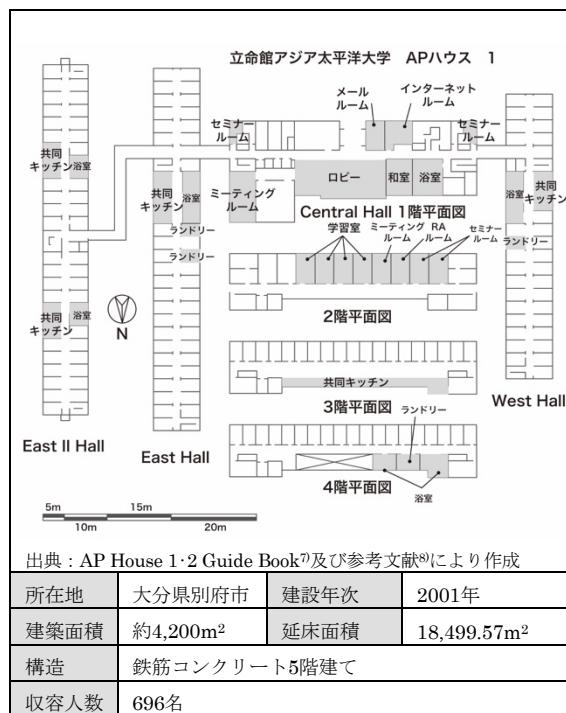 立命館アジア太平洋大学 APハウス 1
メール
ルーム
インターネット
ルーム
セミナー
ルーム
セミナー
ルーム
共同
キッチン
浴室
共同
キッチン
浴室
ミーティング
ルーム
ロビー
和室
浴室
浴室
共同
キッチン
Central Hall 1階平面図
ランドリー
ランドリー
ランドリー
学習室
ミーティング
ルーム
RA
ルーム
セミナー
ルーム
共同
キッチン
浴室
N
2階平面図
共同キッチン
3階平面図
West Hall
East II Hall
East Hall
ランドリー
4階平面図
浴室
5m
15m
10m
20m
出典：AP House 1･2 Guide Book7)及び参考文献8)により作成
所在地 大分県別府市 建設年次 2001年
建築面積 約4,200m² 延床面積 18,499.57m²
構造 鉄筋コンクリート5階建て
収容人数 696名